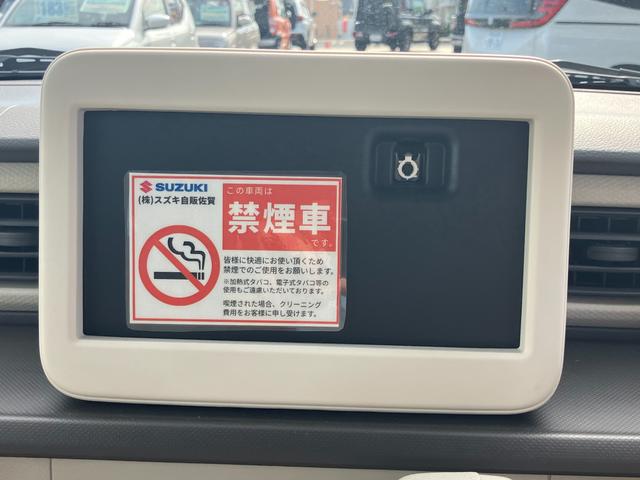 SUZUKI
(株)スズキ自販佐賀
この車両は
禁煙車
です。
皆様に快適にお使い頂くため
禁煙でのご使用をお願いします。
※加熱式タバコ、電子式タバコ等の
使用もご遠慮いただいております。
喫煙された場合、クリーニング
費用をお客様に申し受けます。